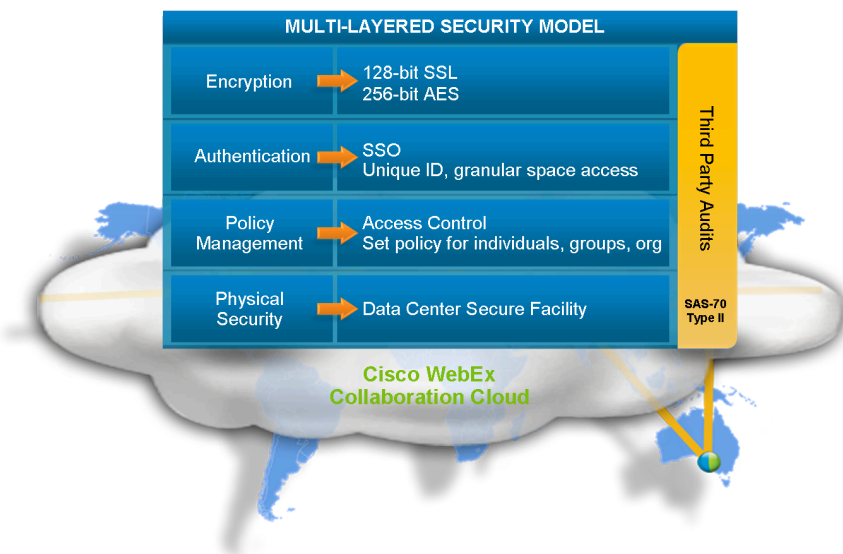 MULTI-LAYERED SECURITY MODEL
Encryption
128-bit SSL
256-bit AES
Authentication
SSO
Unique ID, granular space access
Policy
Management
Access Control
Set policy for individuals, groups, org
Physical
Security
Data Center Secure Facility
Third Party Audits
SAS-70
Type II
Cisco WebEx
Collaboration Cloud